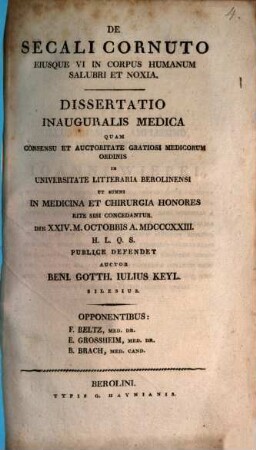 4.
DE
SECALI CORNUTO
EIUSQUE VI IN CORPUS HUMANUM
SALUBRI ET NOXIA.
DISSERTATIO
INAUGURALIS MEDICA
QUAM
CONSENSU ET AUCTORITATE GRATIOSI MEDICORUM
ORDINIS
IN
UNIVERSITATE LITTERARIA BEROLINENSI
UT SUMMI
IN MEDICINA ET CHIRURGIA HONORES
RITE SIBI CONCEDANTUR
DIE XXIV. M. OCTOBRIS A. MDCCCXXIII.
H. L. Q. S.
PUBLICE DEFENDET
AUCTOR
BENI. GOTTH. IULIUS KEYL.
SILESIUS.
OPPONENTIBUS:
F. BELTZ, MED. DR.
E. GROSSHEIM, MED. DR.
B. BRACH, MED. CAND.
BEROLINI.
TYPIS G. HAYNIANIS.